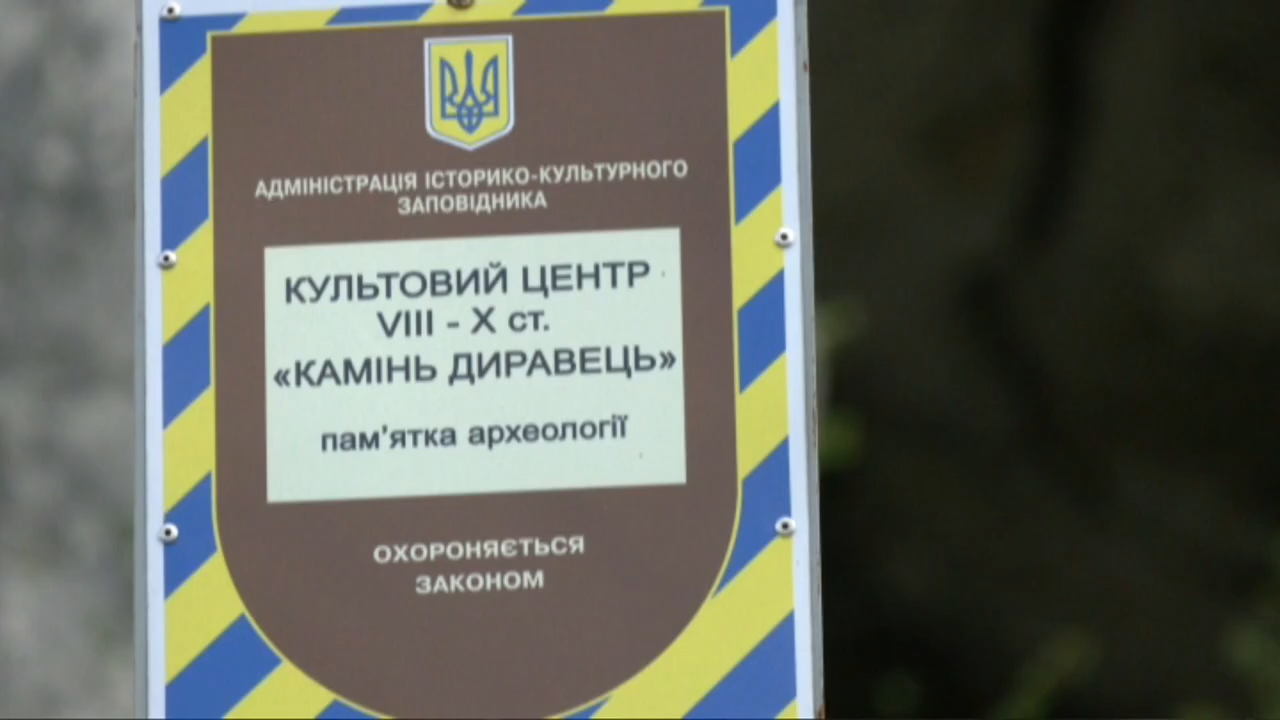 АДМІНІСТРАЦІЯ ІСТОРИКО-КУЛЬТУРНОГО
ЗАПОВІДНИКА
КУЛЬТОВИЙ ЦЕНТР
VIII - X ст.
«КАМІНЬ ДИРАВЕЦЬ»
пам'ятка археології
ОХОРОНЯЄТЬСЯ
ЗАКОНОМ